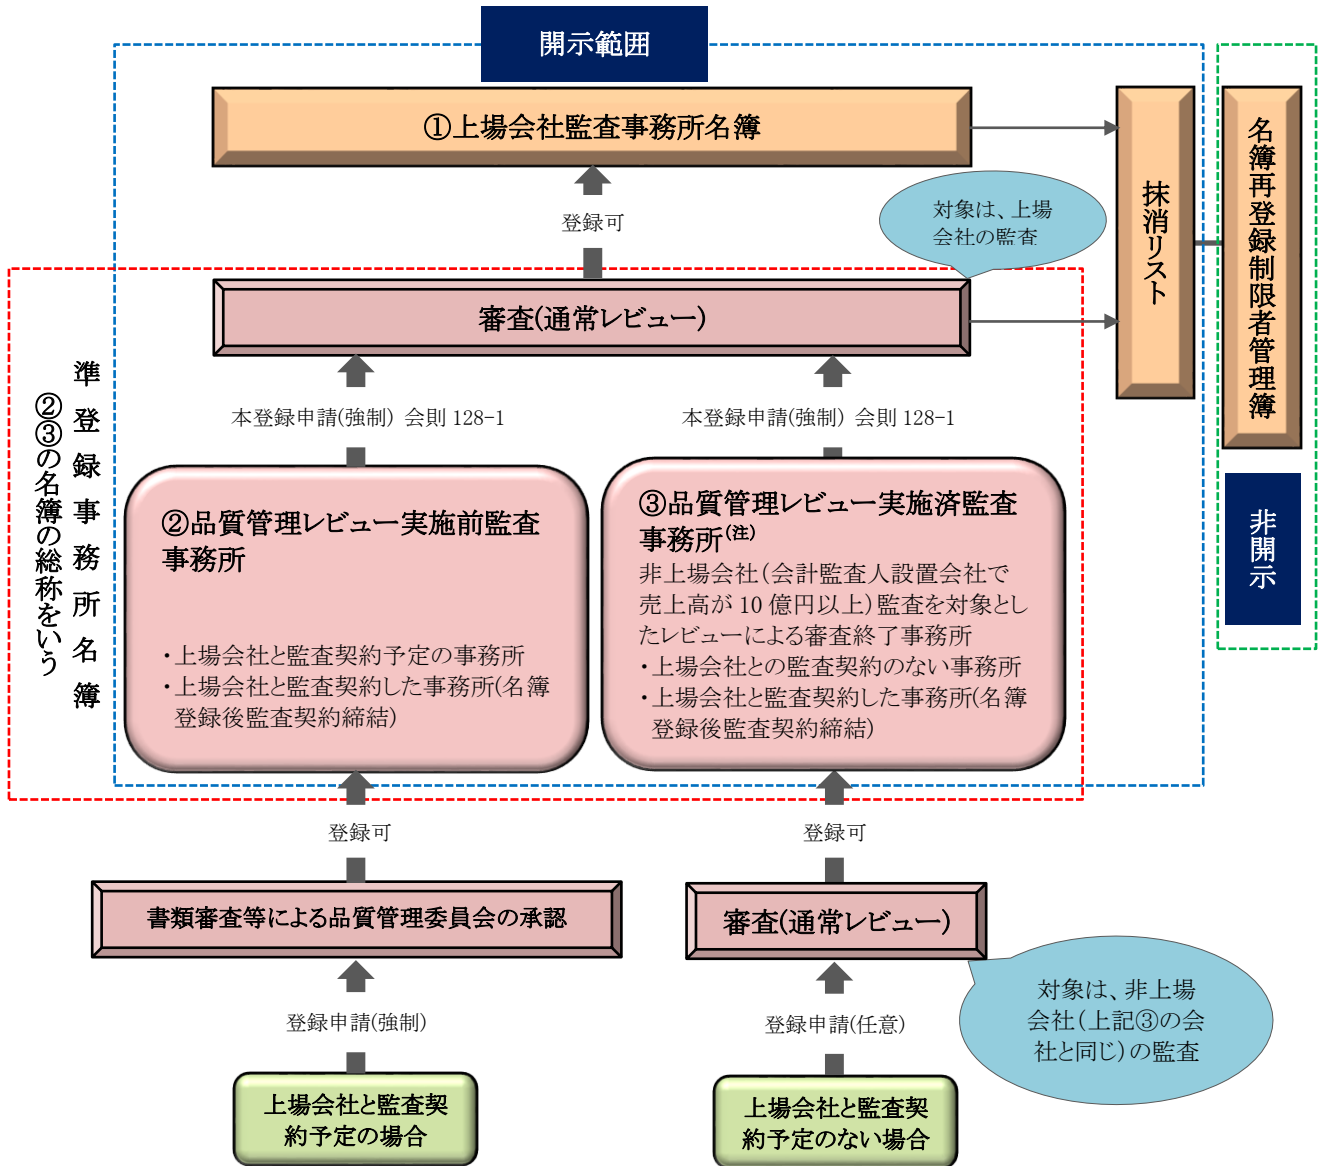 開示範囲
①上場会社監査事務所名簿
登録可
対象は、上場
会社の監査
抹消リスト
名簿再登録制限者管理簿
非開示
審査(通常レビュー)
準登録事務所名簿
②③の名簿の総称をいう
本登録申請(強制) 会則 128-1
本登録申請(強制) 会則 128-1
②品質管理レビュー実施前監査
事務所
・上場会社と監査契約予定の事務所
・上場会社と監査契約した事務所(名簿
登録後監査契約締結)
③品質管理レビュー実施済監査
事務所(注)
非上場会社(会計監査人設置会社で
売上高が 10 億円以上)監査を対象とし
たレビューによる審査終了事務所
・上場会社との監査契約のない事務所
・上場会社と監査契約した事務所(名簿
登録後監査契約締結)
登録可
登録可
書類審査等による品質管理委員会の承認
審査(通常レビュー)
対象は、非上場
会社(上記③の会
社と同じ)の監査
登録申請(強制)
登録申請(任意)
上場会社と監査契
約予定の場合
上場会社と監査契
約予定のない場合